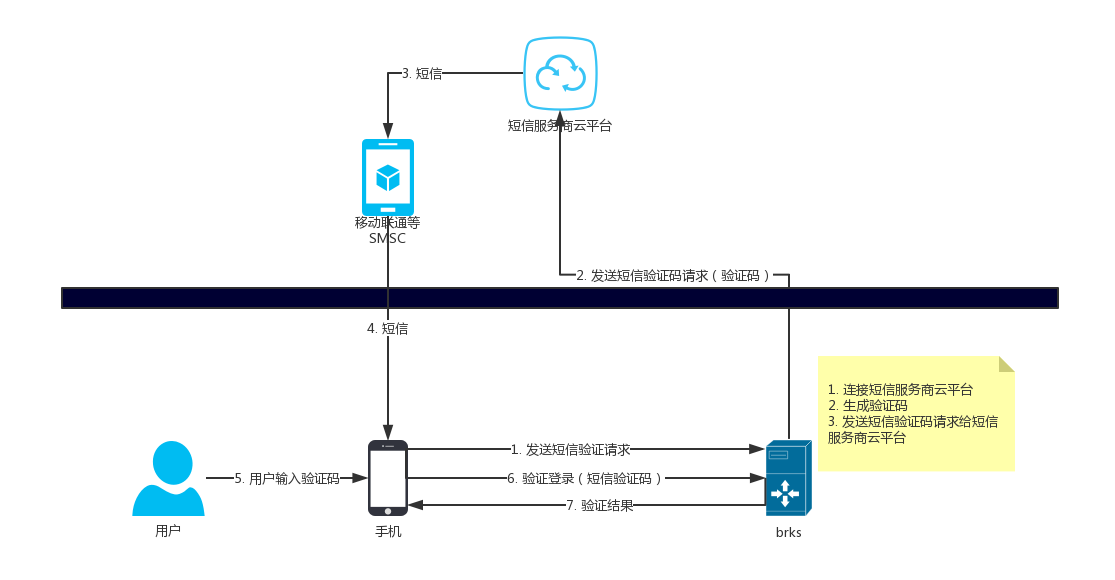 3. 短信
短信服务商云平台
移动联通等
SMSC
2. 发送短信验证码请求（验证码）
4. 短信
1. 连接短信服务商云平台
2. 生成验证码
3. 发送短信验证码请求给短信
服务商云平台
1. 发送短信验证请求
5. 用户输入验证码
6. 验证登录（短信验证码）
7. 验证结果
用户
手机
brks